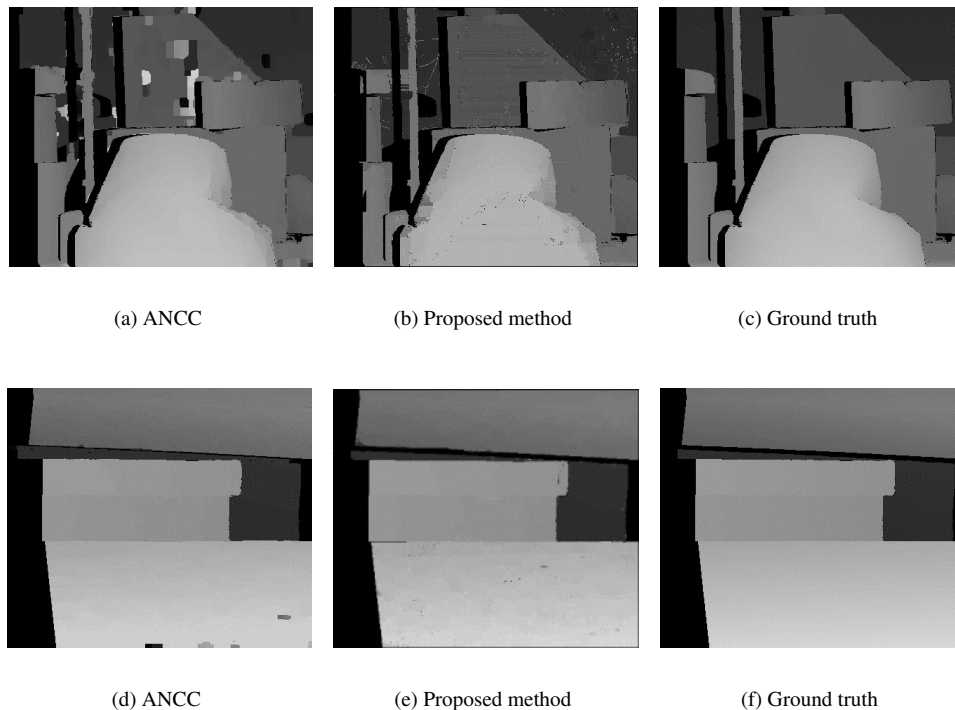 (a) ANCC
(b) Proposed method
(c) Ground truth
(d) ANCC
(e) Proposed method
(f) Ground truth